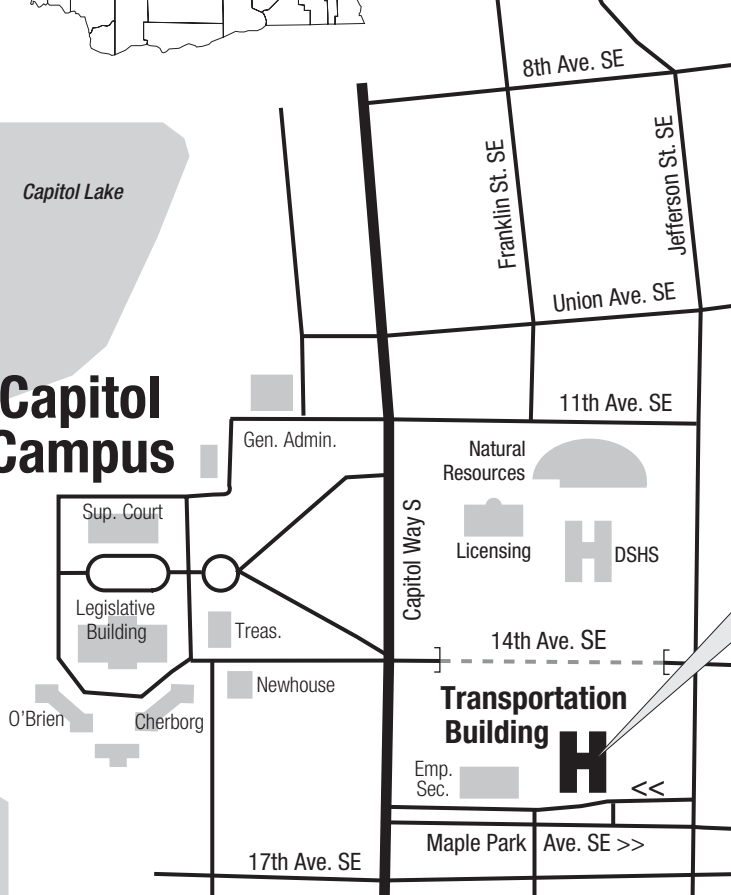 8th Ave. SE
Franklin St. SE
Jefferson St. SE
Capitol Lake
Union Ave. SE
Capitol
Campus
11th Ave. SE
Gen. Admin.
Natural
Resources
Sup. Court
Capitol Way S
Licensing
DSHS
Legislative
Building
Treas.
14th Ave. SE
Newhouse
Transportation
Building
O'Brien
Cherborg
Emp.
Sec.
<<
Maple Park Ave. SE >>
17th Ave. SE